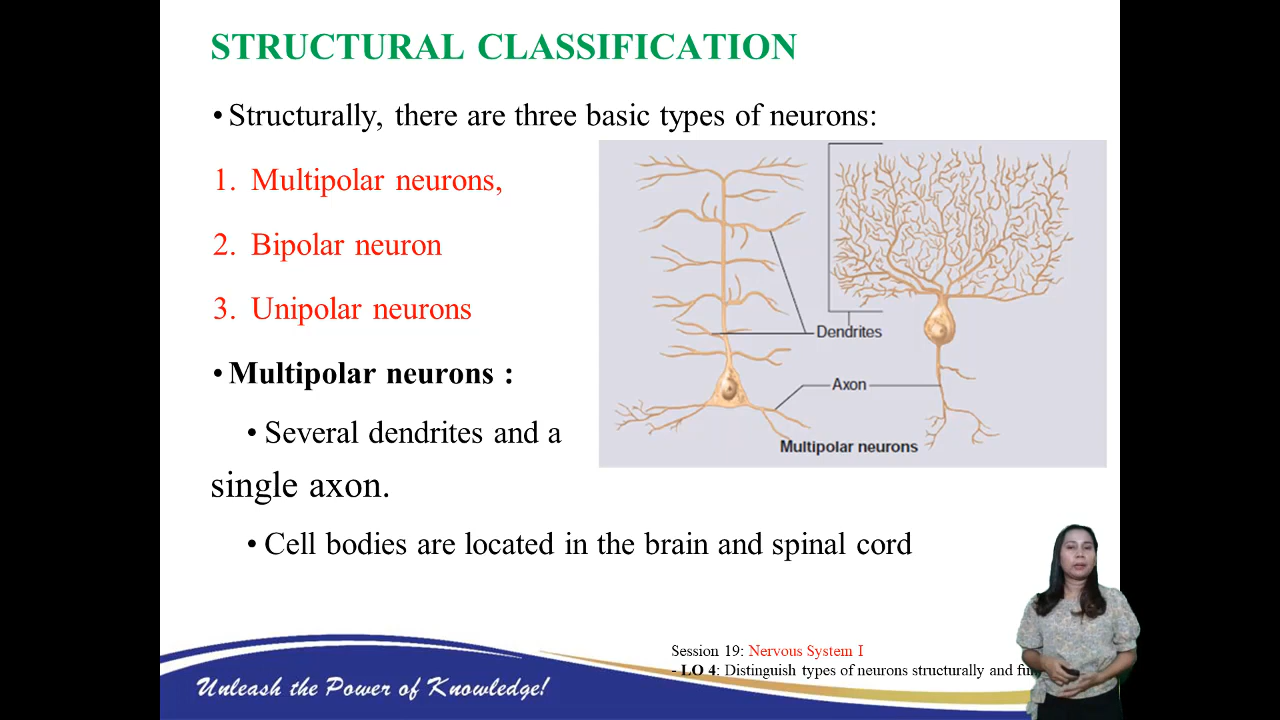 STRUCTURAL CLASSIFICATION
• Structurally, there are three basic types of neurons:
1. Multipolar neurons,
2. Bipolar neuron
3. Unipolar neurons
• Multipolar neurons :
• Several dendrites and a
single axon.
• Cell bodies are located in the brain and spinal cord
Dendrites
Axon
Multipolar neurons
Session 19: Nervous System I
- LO 4: Distinguish types of neurons structurally and
Unleash the Power of Knowledge!